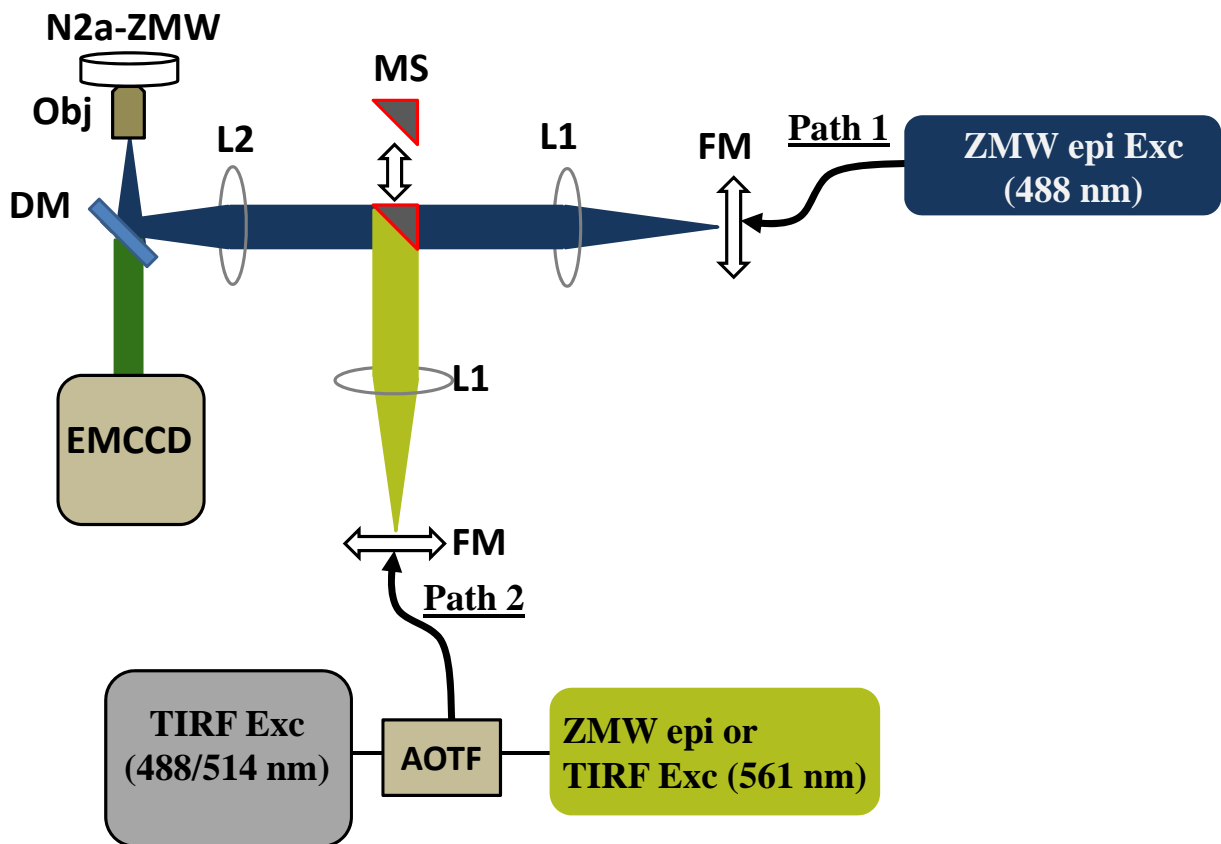 N2a-ZMW
MS
Obj
L2
L1
FM
Path 1
ZMW epi Exc
(488 nm)
DM
L1
EMCCD
FM
Path 2
TIRF Exc
(488/514 nm)
AOTF
ZMW epi or
TIRF Exc (561 nm)